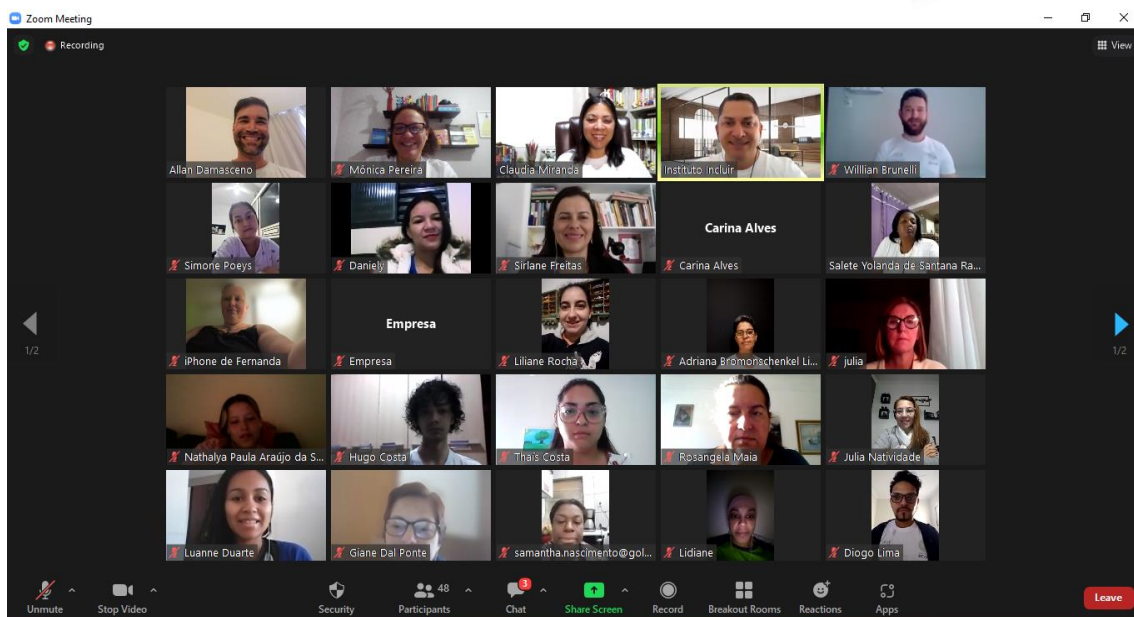 Zoom Meeting
Recording
View
Allan Damasceno
Mônica Pereira
Claudia Miranda
Instituto Incluir
Willlian Brunelli
Simone Poeys
Daniely
Sirlane Freitas
Carina Alves
Carina Alves
Salete Yolanda de Santana Ra...
1/2
iPhone de Fernanda
Empresa
Empresa
Liliane Rocha
Adriana Bromonschenkel Li...
julia
1/2
Nathalya Paula Araújo da S...
Hugo Costa
Thaís Costa
Rosangela Maia
Julia Natividade
Luanne Duarte
Giane Dal Ponte
samantha.nascimento@gol...
Lidiane
Diogo Lima
48
3
Unmute
Stop Video
Security
Participants
Chat
Share Screen
Record
Breakout Rooms
Reactions
Apps
Leave